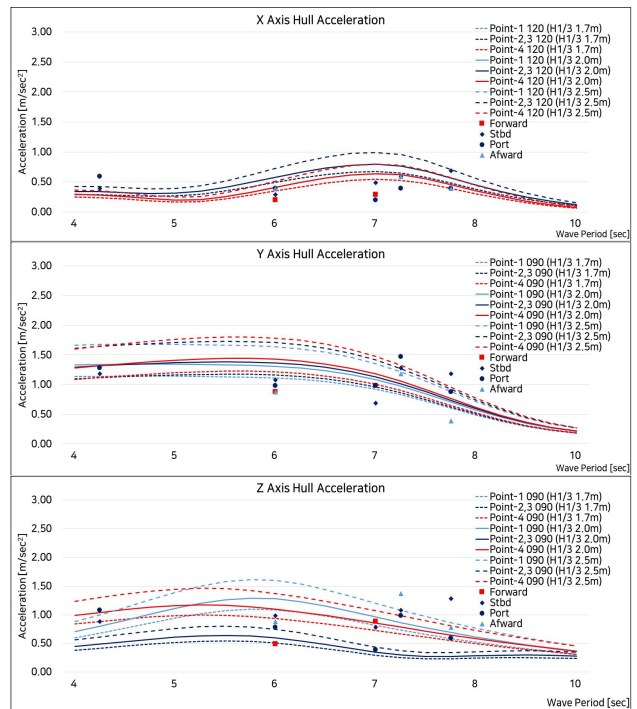 X Axis Hull Acceleration
Acceleration [m/sec²]
3.00
2.50
2.00
1.50
1.00
0.50
0.00
4
5
6
7
8
10
Wave Period [sec]
Point-1 120 (H1/3 1.7m)
Point-2,3 120 (H1/3 1.7m)
Point-4 120 (H1/3 1.7m)
Point-1 120 (H1/3 2.0m)
Point-2,3 120 (H1/3 2.0m)
Point-4 120 (H1/3 2.0m)
Point-1 120 (H1/3 2.5m)
Point-2,3 120 (H1/3 2.5m)
Point-4 120 (H1/3 2.5m)
Forward
Stbd
Port
Afward
Y Axis Hull Acceleration
Acceleration [m/sec²]
3.00
2.50
2.00
1.50
1.00
0.50
0.00
4
5
6
7
8
10
Wave Period [sec]
Point-1 090 (H1/3 1.7m)
Point-2,3 090 (H1/3 1.7m)
Point-4 090 (H1/3 1.7m)
Point-1 090 (H1/3 2.0m)
Point-2,3 090 (H1/3 2.0m)
Point-4 090 (H1/3 2.0m)
Point-1 090 (H1/3 2.5m)
Point-2,3 090 (H1/3 2.5m)
Point-4 090 (H1/3 2.5m)
Forward
Stbd
Port
Afward
Z Axis Hull Acceleration
Acceleration [m/sec²]
3.00
2.50
2.00
1.50
1.00
0.50
0.00
4
5
6
7
8
10
Wave Period [sec]
Point-1 090 (H1/3 1.7m)
Point-2,3 090 (H1/3 1.7m)
Point-4 090 (H1/3 1.7m)
Point-1 090 (H1/3 2.0m)
Point-2,3 090 (H1/3 2.0m)
Point-4 090 (H1/3 2.0m)
Point-1 090 (H1/3 2.5m)
Point-2,3 090 (H1/3 2.5m)
Point-4 090 (H1/3 2.5m)
Forward
Stbd
Port
Afward